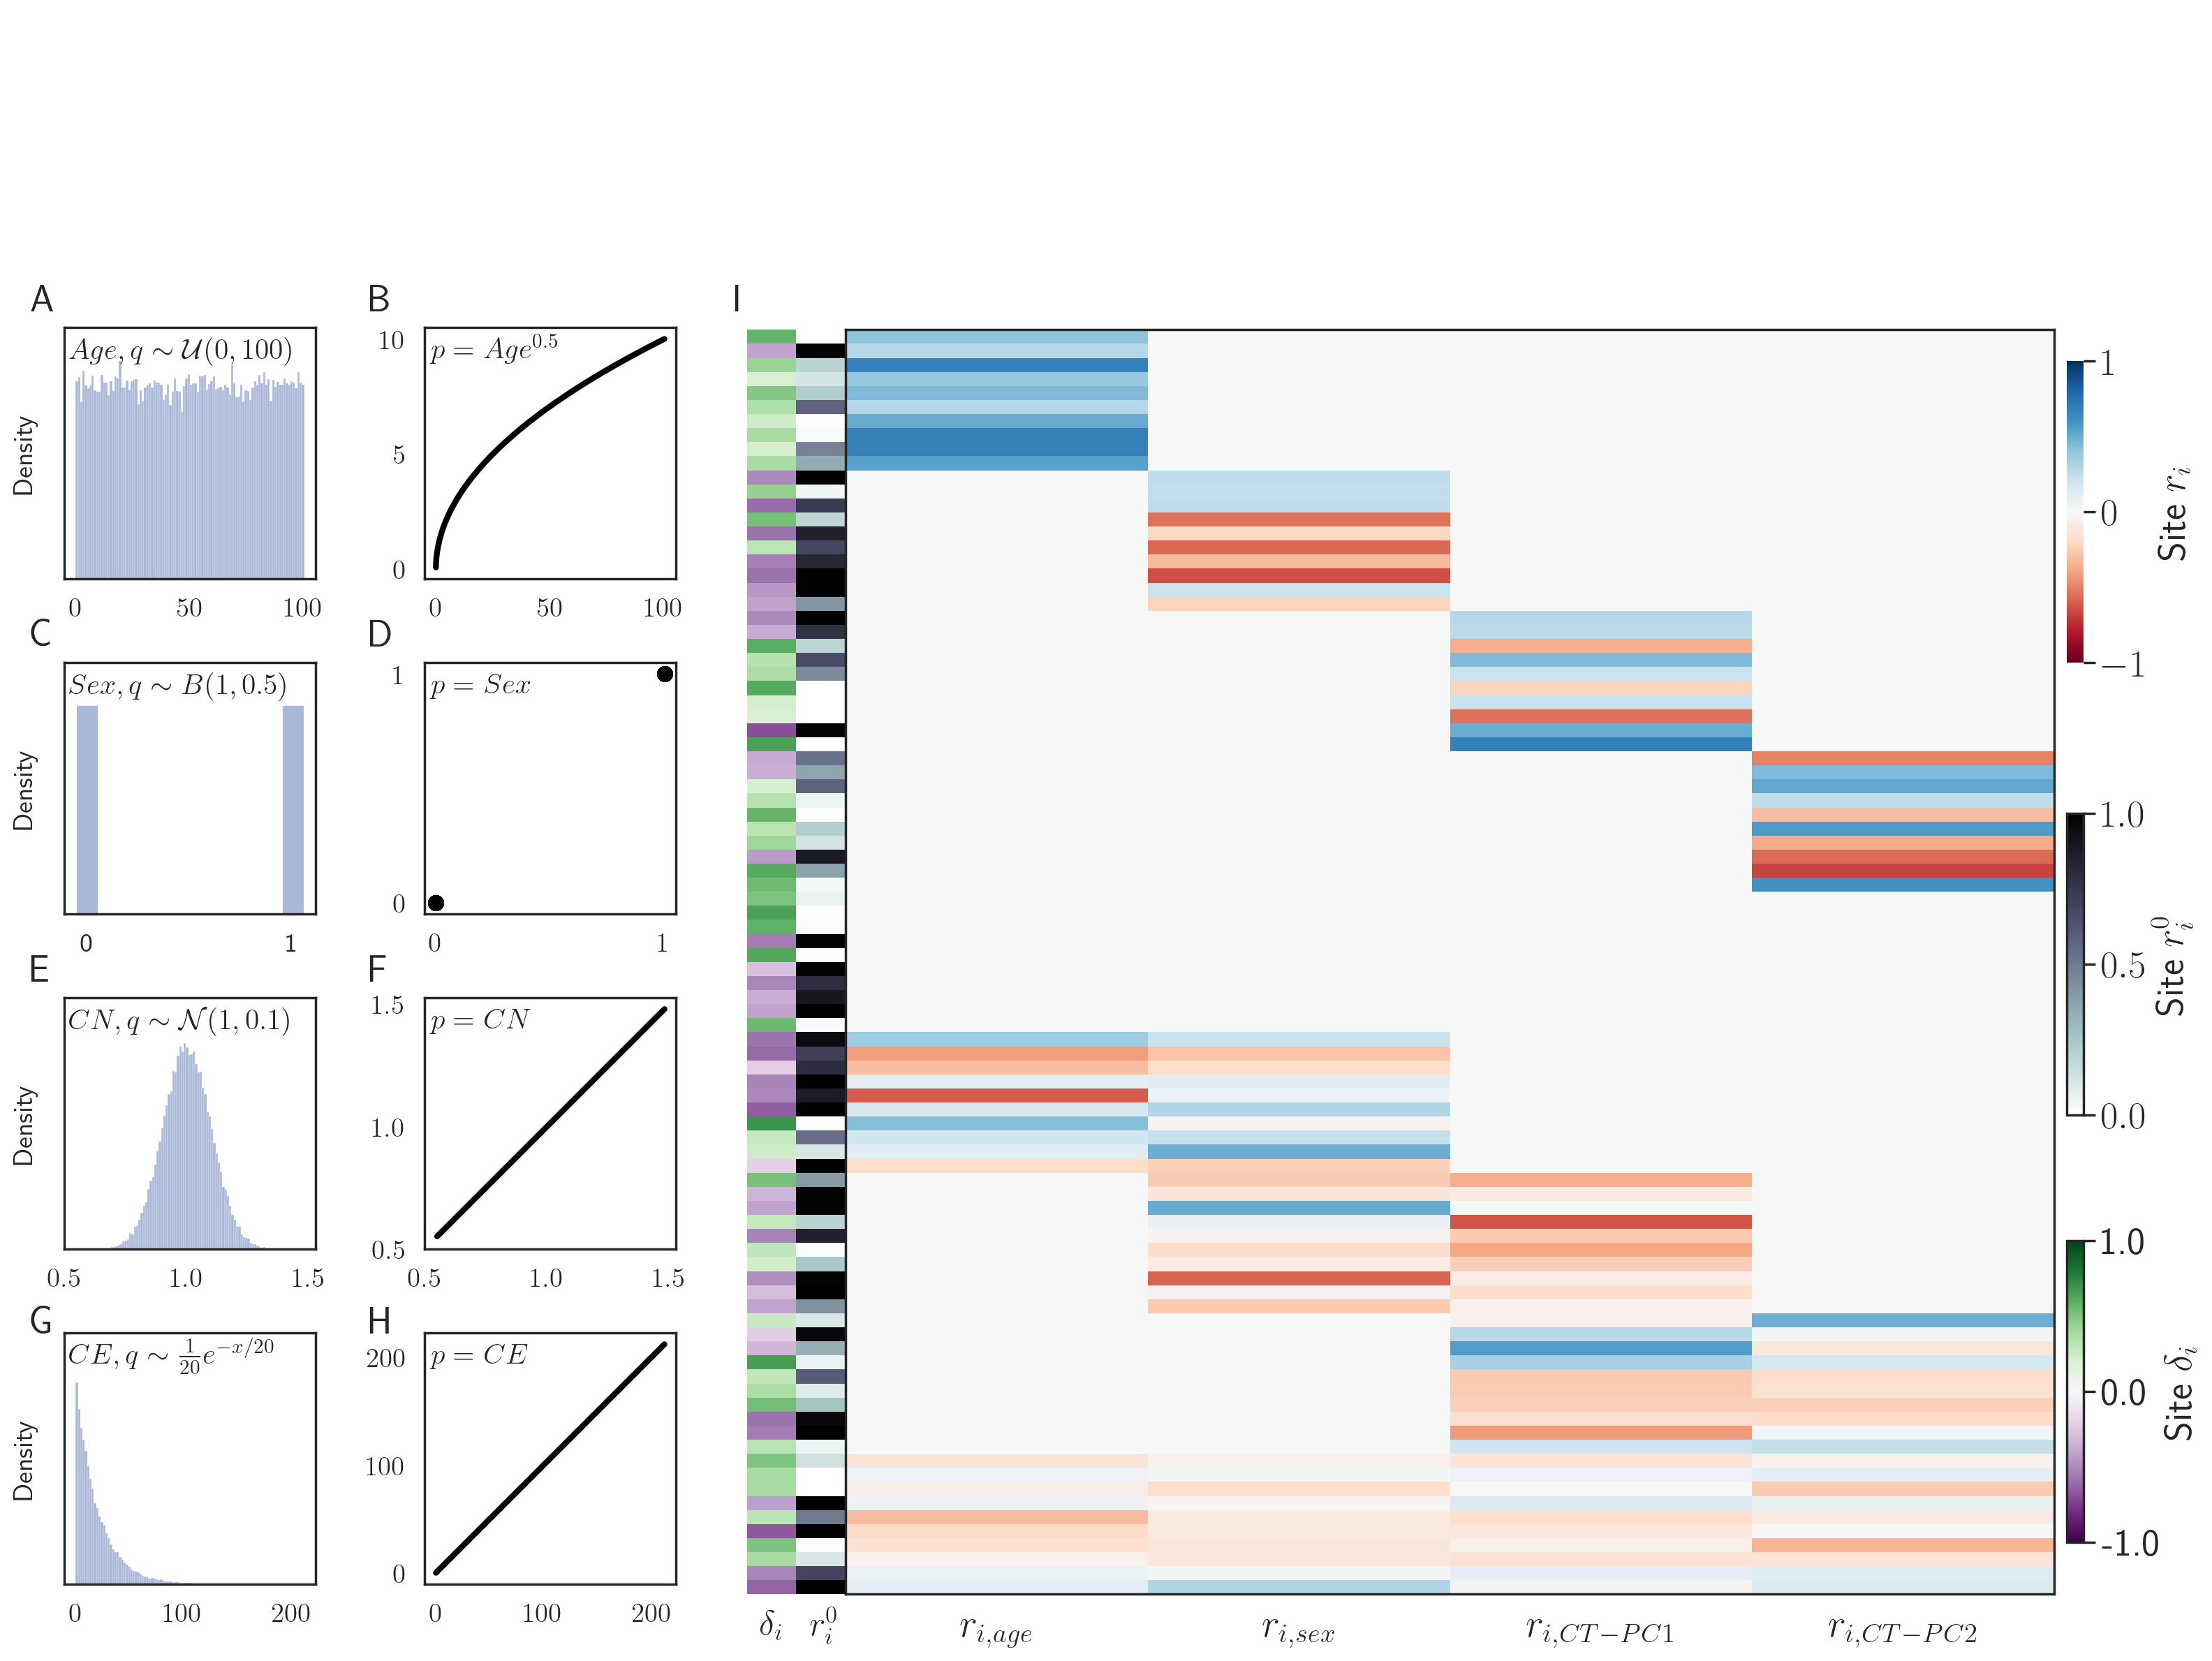 A
Age, q ∼ 𝒰(0, 100)
Density
0 50 100
B
p = Age^0.5
10
5
0
0 50 100
C
Sex, q ∼ B(1, 0.5)
Density
0 1
D
p = Sex
1
0
0 1
E
CN, q ∼ 𝒩(1, 0.1)
Density
0.5 1.0 1.5
F
p = CN
1.5
1.0
0.5
0.5 1.0 1.5
G
CE, q ∼ \frac{1}{20}e^{−x/20}
Density
0 100 200
H
p = CE
200
100
0
0 100 200
I
δ_i r_i^0 r_{i,age} r_{i,sex} r_{i,CT−PC1} r_{i,CT−PC2}
1
0
−1
Site r_i
1.0
0.5
0.0
Site r_i^0
1.0
0.0
-1.0
Site δ_i